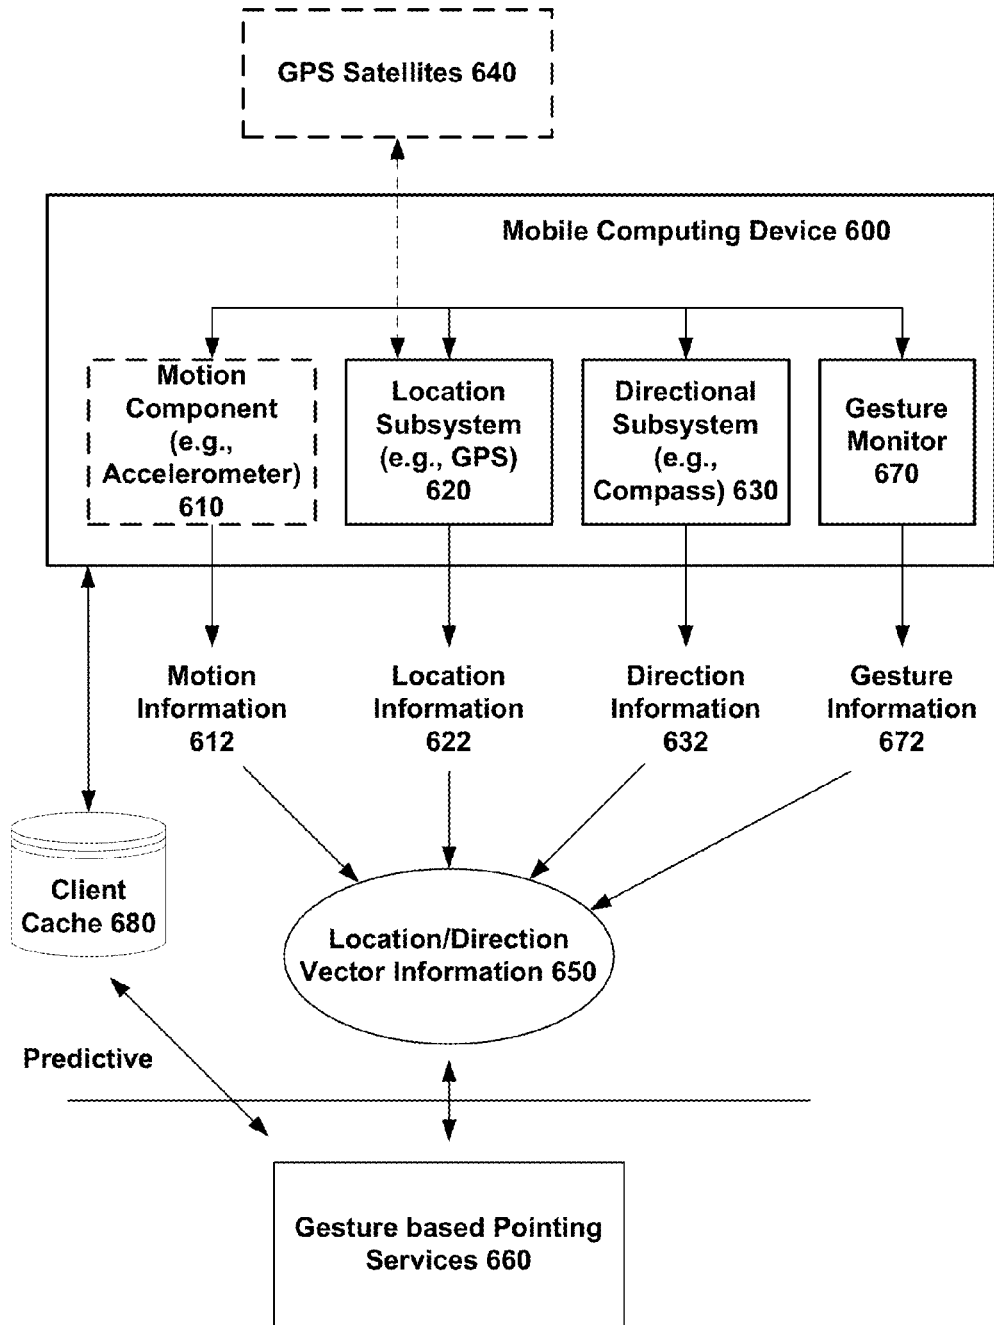 GPS Satellites 640
Mobile Computing Device 600
Motion
Component
(e.g.,
Accelerometer)
610
Location
Subsystem
(e.g., GPS)
620
Directional
Subsystem
(e.g.,
Compass) 630
Gesture
Monitor
670
Motion
Information
612
Location
Information
622
Direction
Information
632
Gesture
Information
672
Client
Cache 680
Location/Direction
Vector Information 650
Predictive
Gesture based Pointing
Services 660